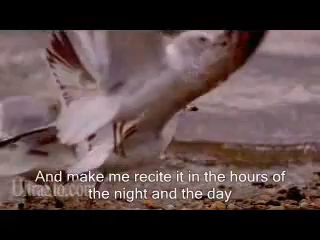 And make me recite it in the hours of
the night and the day